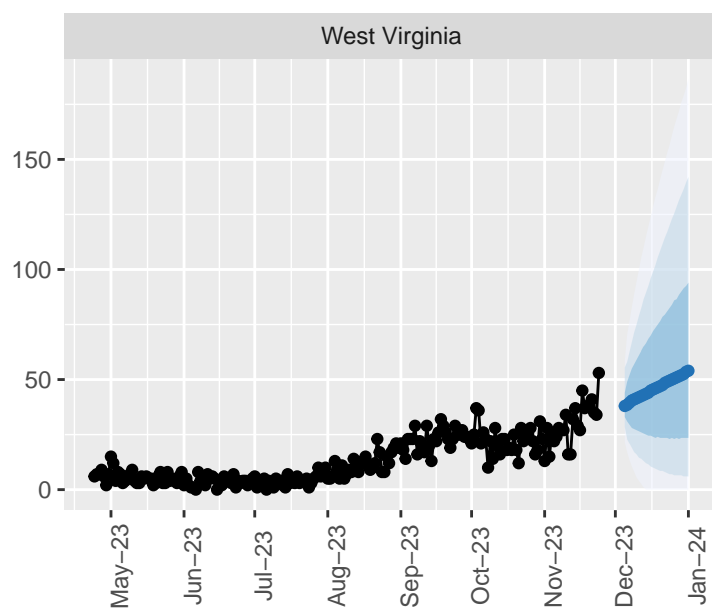 West Virginia
150
100
50
0
May−23
Jun−23
Jul−23
Aug−23
Sep−23
Oct−23
Nov−23
Dec−23
Jan−24